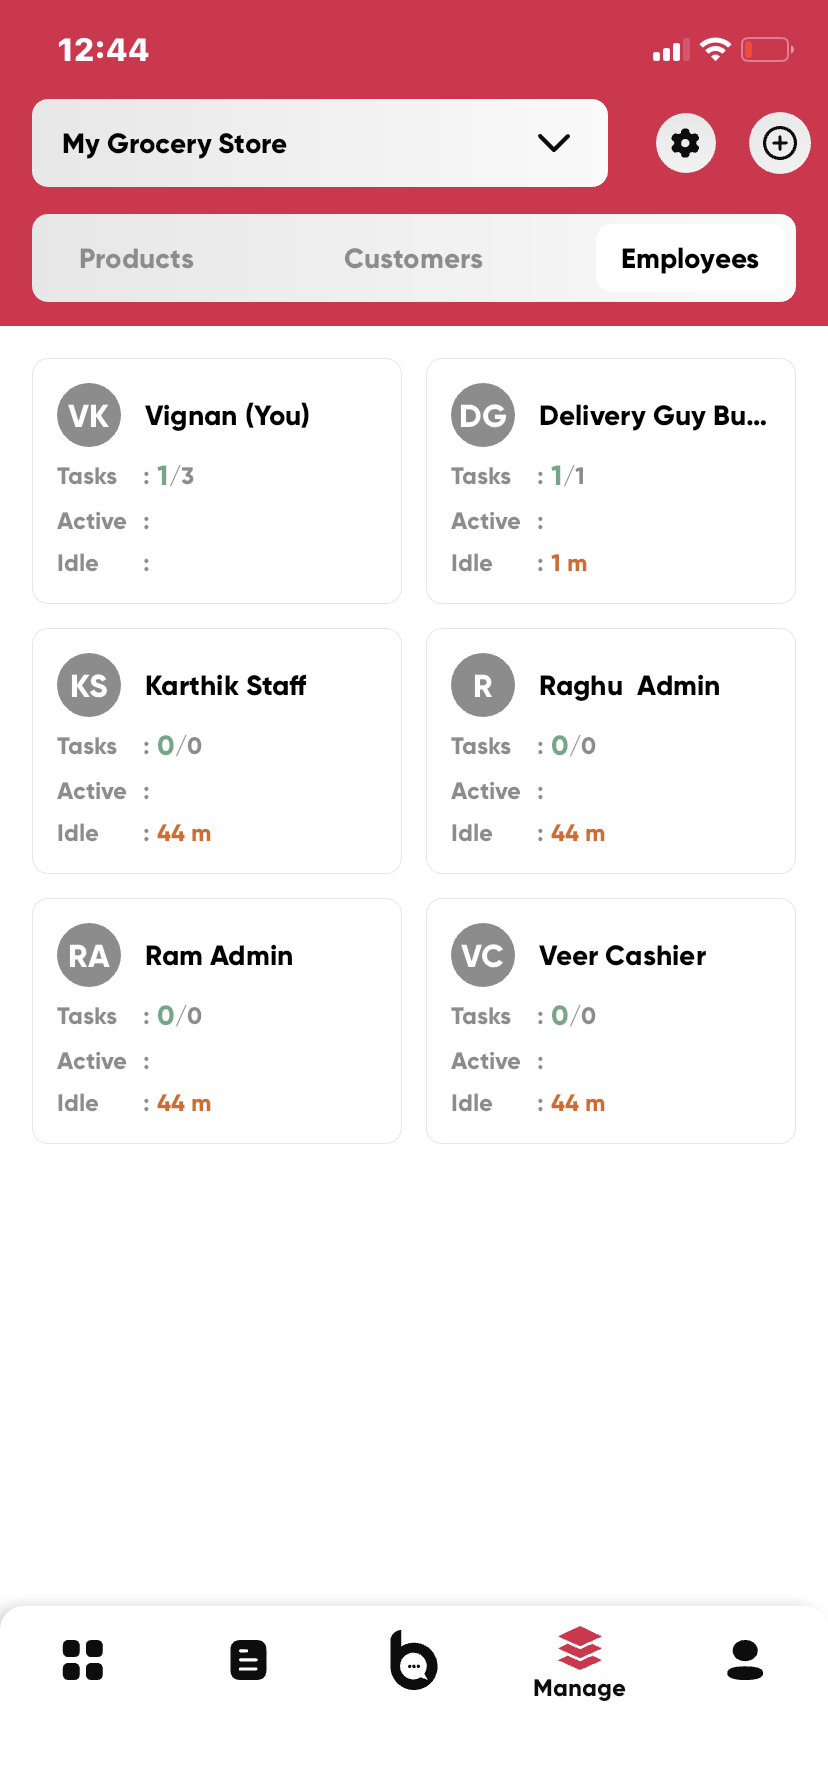 12:44
My Grocery Store
Products Customers Employees
VK Vignan (You)
Tasks : 1/3
Active :
Idle :
DG Delivery Guy Bu...
Tasks : 1/1
Active :
Idle : 1 m
KS Karthik Staff
Tasks : 0/0
Active :
Idle : 44 m
R Raghu Admin
Tasks : 0/0
Active :
Idle : 44 m
RA Ram Admin
Tasks : 0/0
Active :
Idle : 44 m
VC Veer Cashier
Tasks : 0/0
Active :
Idle : 44 m
Manage